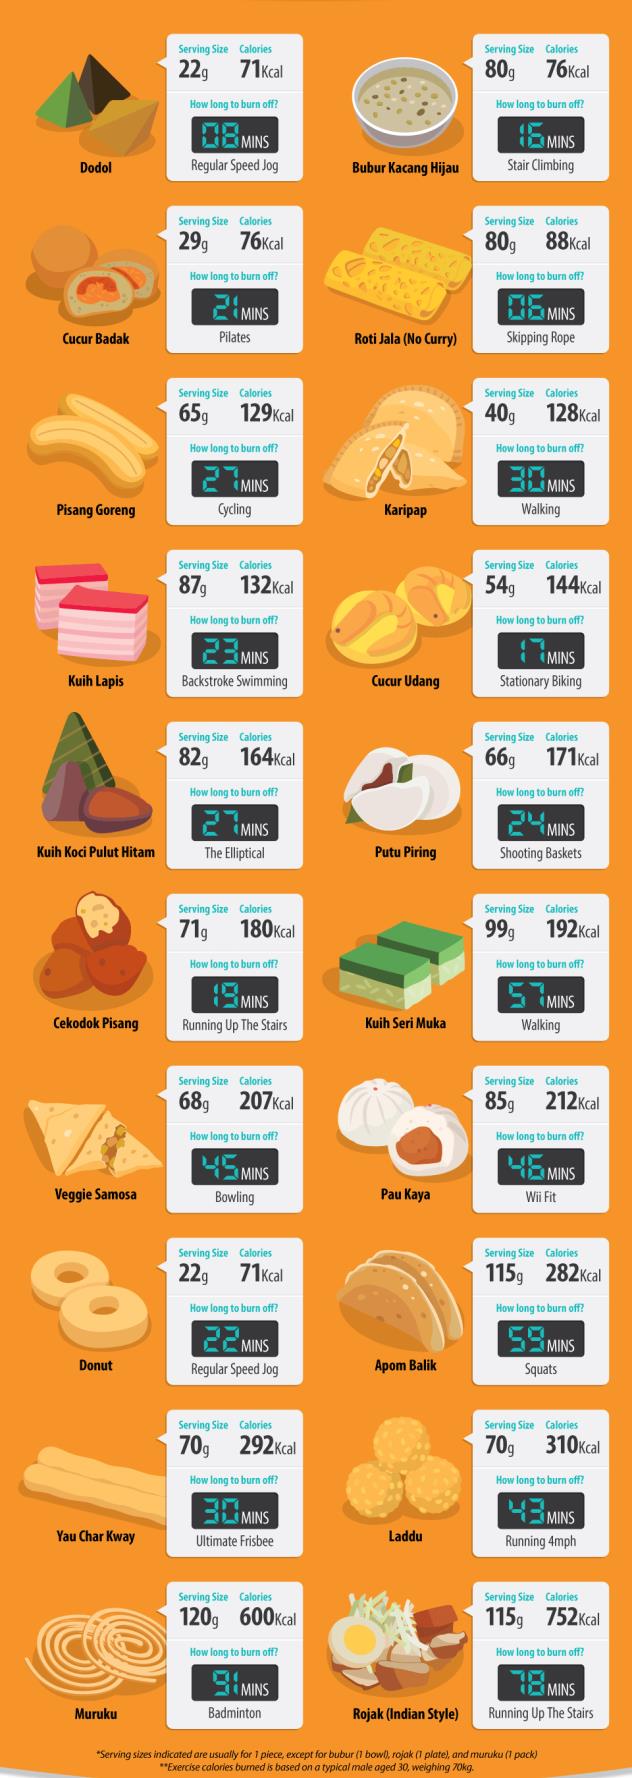 Serving Size Calories
22g 71Kcal
How long to burn off?
08 MINS
Regular Speed Jog
Dodol
Serving Size Calories
80g 76Kcal
How long to burn off?
16 MINS
Stair Climbing
Bubur Kacang Hijau
Serving Size Calories
29g 76Kcal
How long to burn off?
21 MINS
Pilates
Cucur Badak
Serving Size Calories
80g 88Kcal
How long to burn off?
06 MINS
Skipping Rope
Roti Jala (No Curry)
Serving Size Calories
65g 129Kcal
How long to burn off?
27 MINS
Cycling
Pisang Goreng
Serving Size Calories
40g 128Kcal
How long to burn off?
30 MINS
Walking
Karipap
Serving Size Calories
87g 132Kcal
How long to burn off?
23 MINS
Backstroke Swimming
Kuih Lapis
Serving Size Calories
54g 144Kcal
How long to burn off?
17 MINS
Stationary Biking
Cucur Udang
Serving Size Calories
82g 164Kcal
How long to burn off?
27 MINS
The Elliptical
Kuih Koci Pulut Hitam
Serving Size Calories
66g 171Kcal
How long to burn off?
24 MINS
Shooting Baskets
Putu Piring
Serving Size Calories
71g 180Kcal
How long to burn off?
19 MINS
Running Up The Stairs
Cekodok Pisang
Serving Size Calories
99g 192Kcal
How long to burn off?
57 MINS
Walking
Kuih Seri Muka
Serving Size Calories
68g 207Kcal
How long to burn off?
45 MINS
Bowling
Veggie Samosa
Serving Size Calories
85g 212Kcal
How long to burn off?
46 MINS
Wii Fit
Pau Kaya
Serving Size Calories
22g 71Kcal
How long to burn off?
22 MINS
Regular Speed Jog
Donut
Serving Size Calories
115g 282Kcal
How long to burn off?
59 MINS
Squats
Apom Balik
Serving Size Calories
70g 292Kcal
How long to burn off?
30 MINS
Ultimate Frisbee
Yau Char Kway
Serving Size Calories
70g 310Kcal
How long to burn off?
43 MINS
Running 4mph
Laddu
Serving Size Calories
120g 600Kcal
How long to burn off?
91 MINS
Badminton
Muruku
Serving Size Calories
115g 752Kcal
How long to burn off?
78 MINS
Running Up The Stairs
Rojak (Indian Style)
*Serving sizes indicated are usually for 1 piece, except for bubur (1 bowl), rojak (1 plate), and muruku (1 pack)
**Exercise calories burned is based on a typical male aged 30, weighing 70kg.